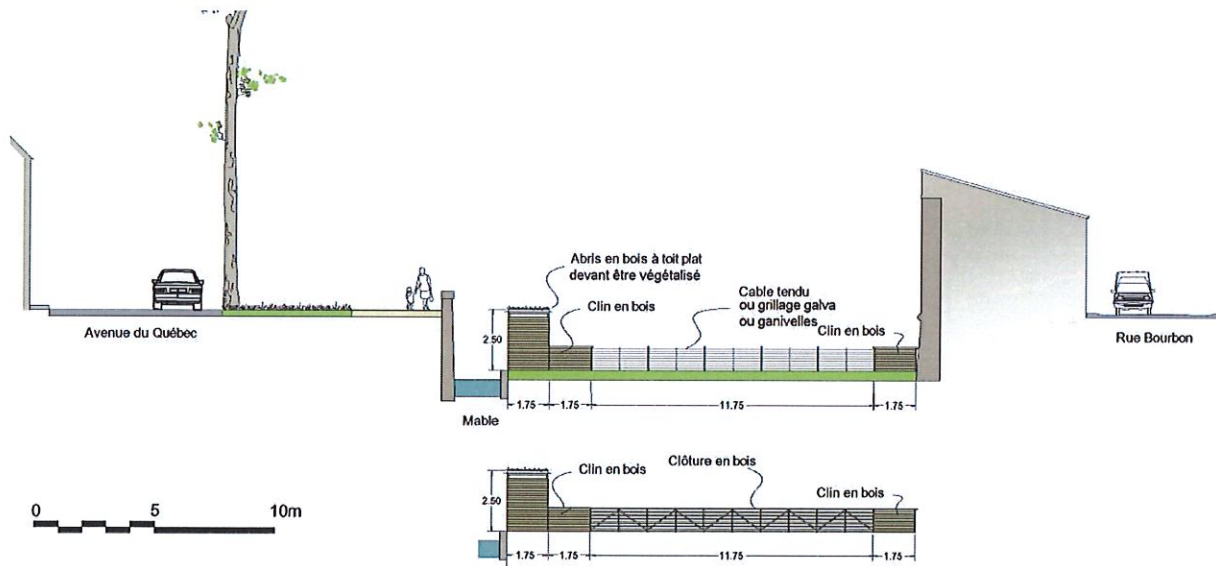 Abris en bois à toit plat
devant être végétalisé
Clin en bois
Cable tendu
ou grillage galva
ou ganivelles
Clin en bois
Avenue du Québec
Rue Bourbon
2.50
1.75
1.75
11.75
1.75
Mable
Clin en bois
Clôture en bois
Clin en bois
2.50
1.75
1.75
11.75
1.75
0
5
10m